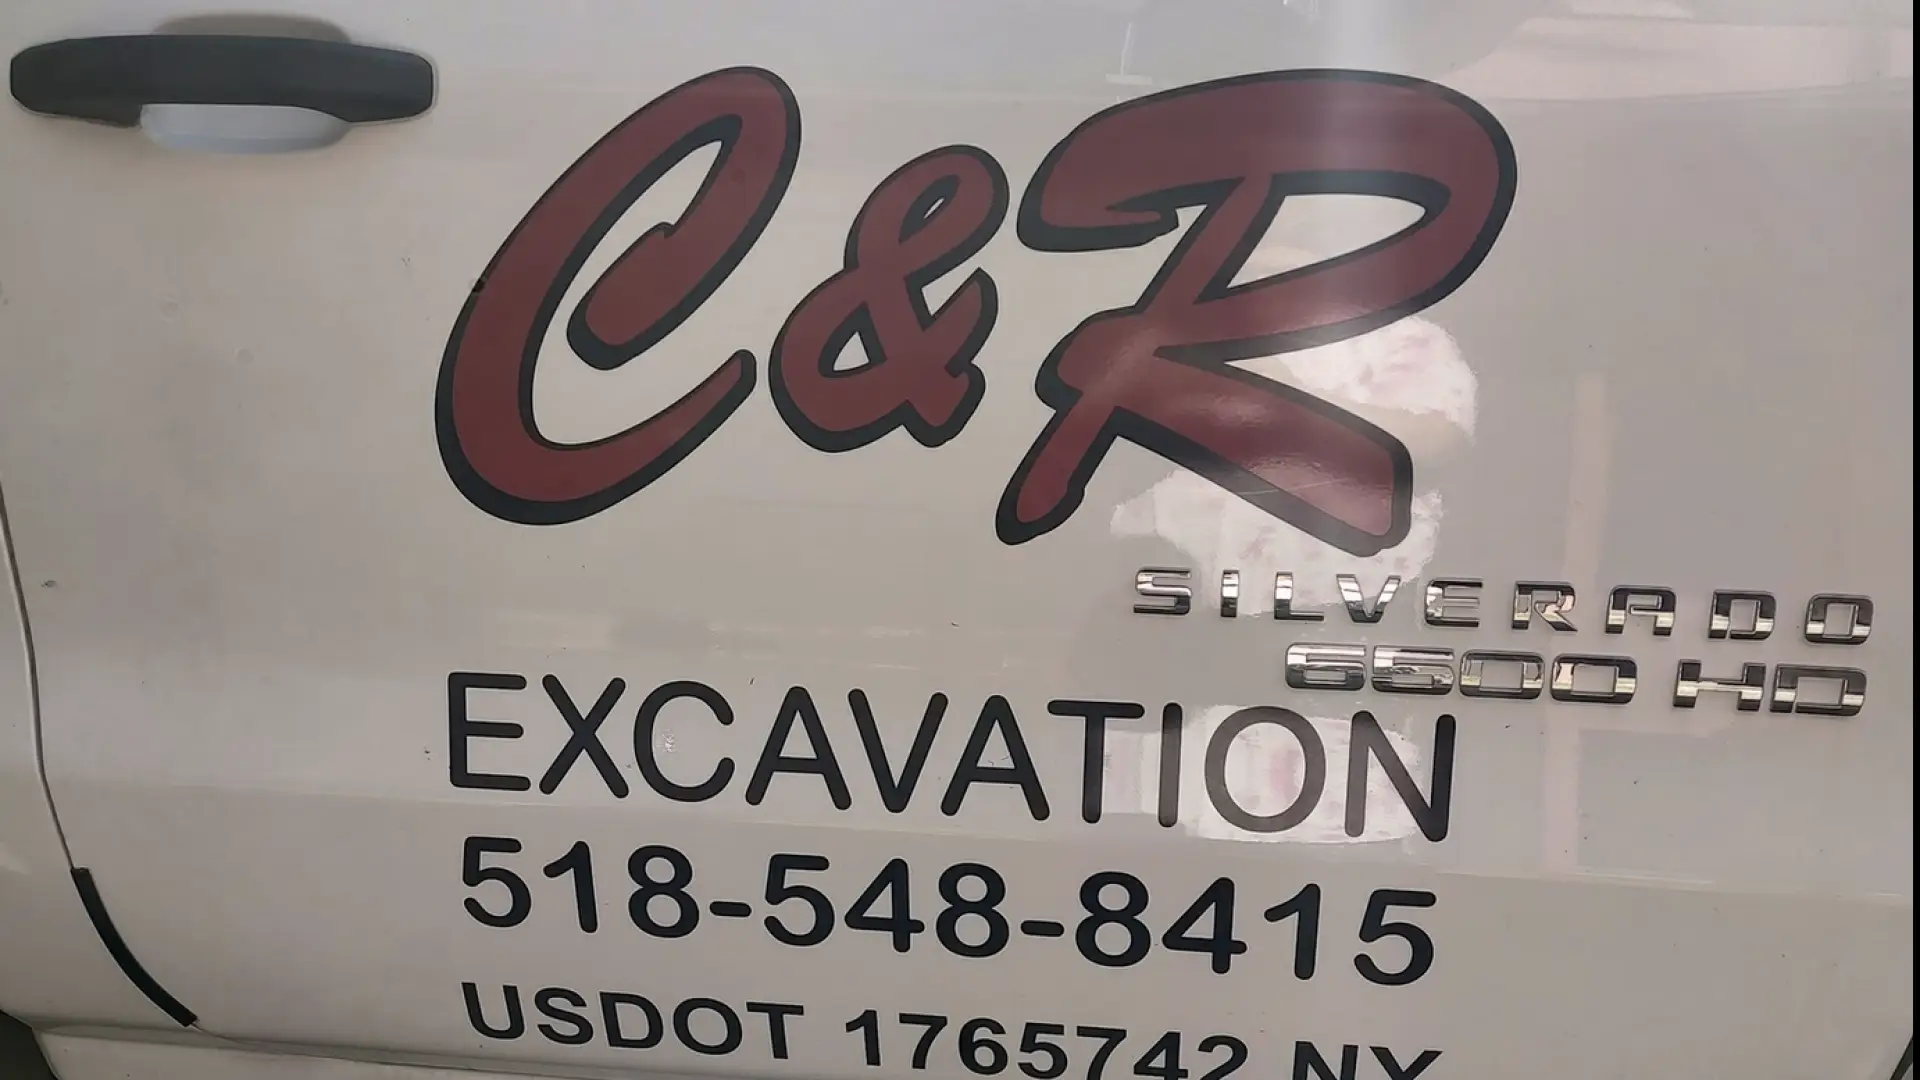 C&R
SILVERADO
6500 HD
EXCAVATION
518-548-8415
USDOT 1765742 NY